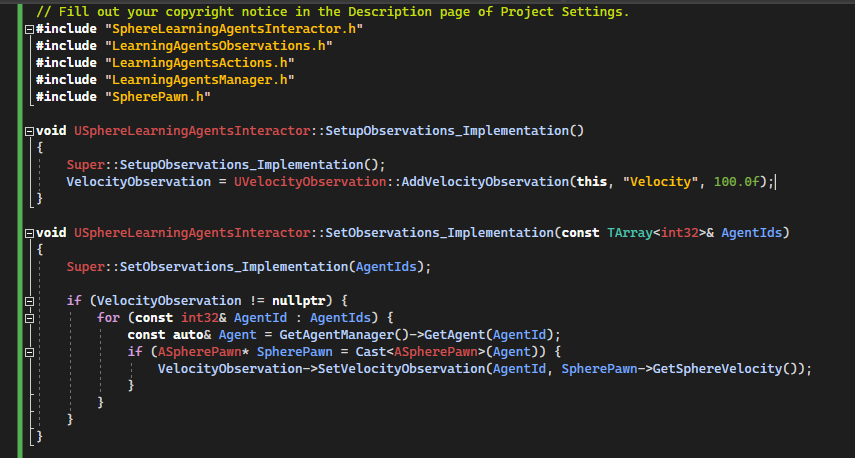 // Fill out your copyright notice in the Description page of Project Settings.
#include "SphereLearningAgentsInteractor.h"
#include "LearningAgentsObservations.h"
#include "LearningAgentsActions.h"
#include "LearningAgentsManager.h"
#include "SpherePawn.h"

void USphereLearningAgentsInteractor::SetupObservations_Implementation()
{
    Super::SetupObservations_Implementation();
    VelocityObservation = UVelocityObservation::AddVelocityObservation(this, "Velocity", 100.0f);
}

void USphereLearningAgentsInteractor::SetObservations_Implementation(const TArray<int32>& AgentIds)
{
    Super::SetObservations_Implementation(AgentIds);

    if (VelocityObservation != nullptr) {
        for (const int32& AgentId : AgentIds) {
            const auto& Agent = GetAgentManager()->GetAgent(AgentId);
            if (ASpherePawn* SpherePawn = Cast<ASpherePawn>(Agent)) {
                VelocityObservation->SetVelocityObservation(AgentId, SpherePawn->GetSphereVelocity());
            }
        }
    }
}